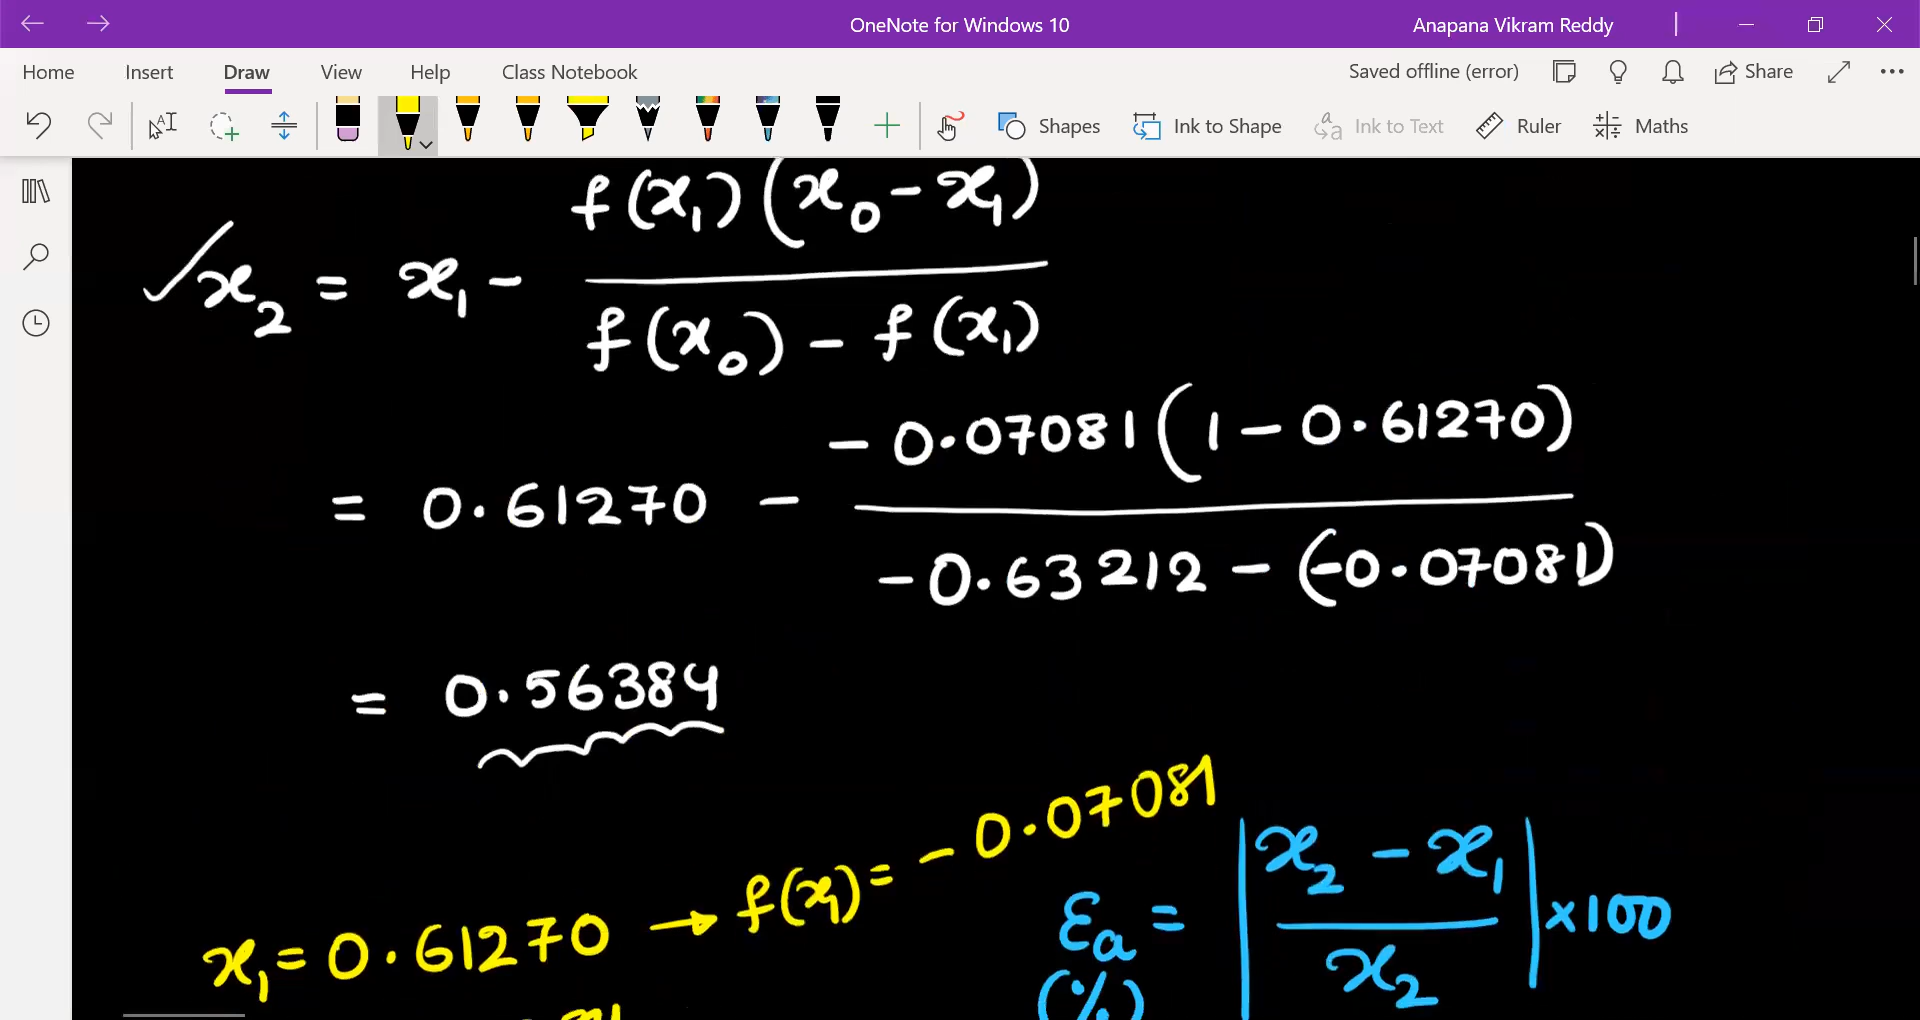 OneNote for Windows 10
Anapana Vikram Reddy
Home Insert Draw View Help Class Notebook
Saved offline (error)
Share
Shapes Ink to Shape Ink to Text Ruler Maths
x₂ = x₁ - f(x₁)(x₀ - x₁) / f(x₀) - f(x₁)
= 0.61270 - -0.07081(1 - 0.61270) / -0.63212 - (-0.07081)
= 0.56384
x₁ = 0.61270 → f(x₁) = -0.07081
εa = |x₂ - x₁ / x₂| × 100
(%)